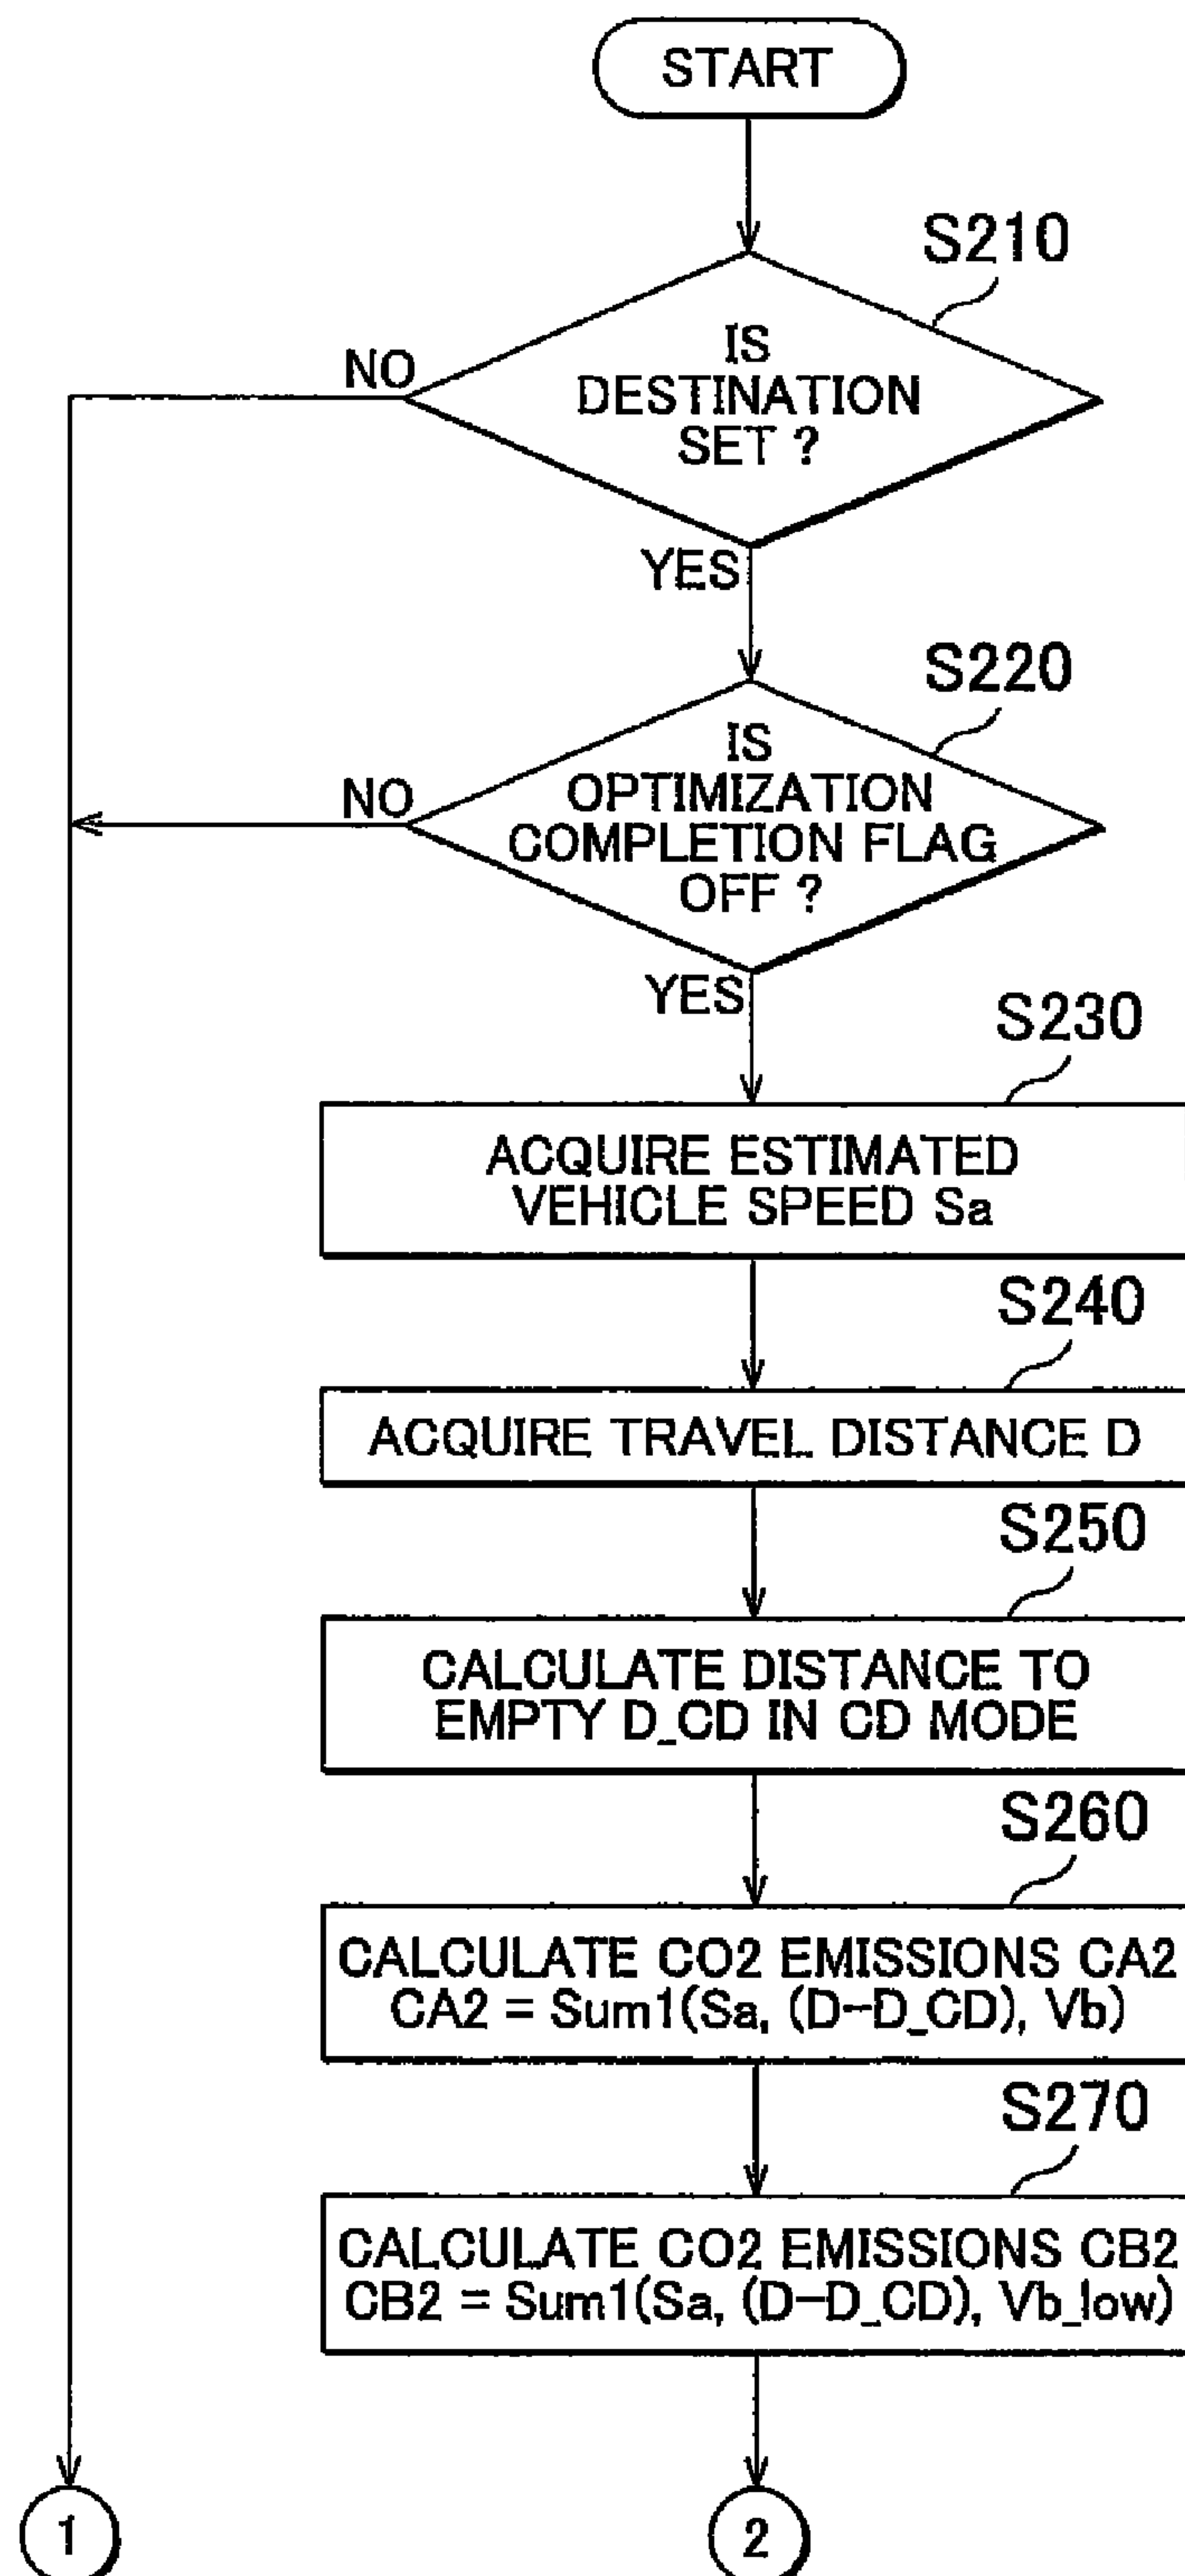 START
S210
IS
DESTINATION
SET ?
NO
YES
S220
IS
OPTIMIZATION
COMPLETION FLAG
OFF ?
NO
YES
S230
ACQUIRE ESTIMATED
VEHICLE SPEED Sa
S240
ACQUIRE TRAVEL DISTANCE D
S250
CALCULATE DISTANCE TO
EMPTY D_CD IN CD MODE
S260
CALCULATE CO2 EMISSIONS CA2
CA2 = Sum1(Sa, (D-D_CD), Vb)
S270
CALCULATE CO2 EMISSIONS CB2
CB2 = Sum1(Sa, (D-D_CD), Vb_low)
1
2